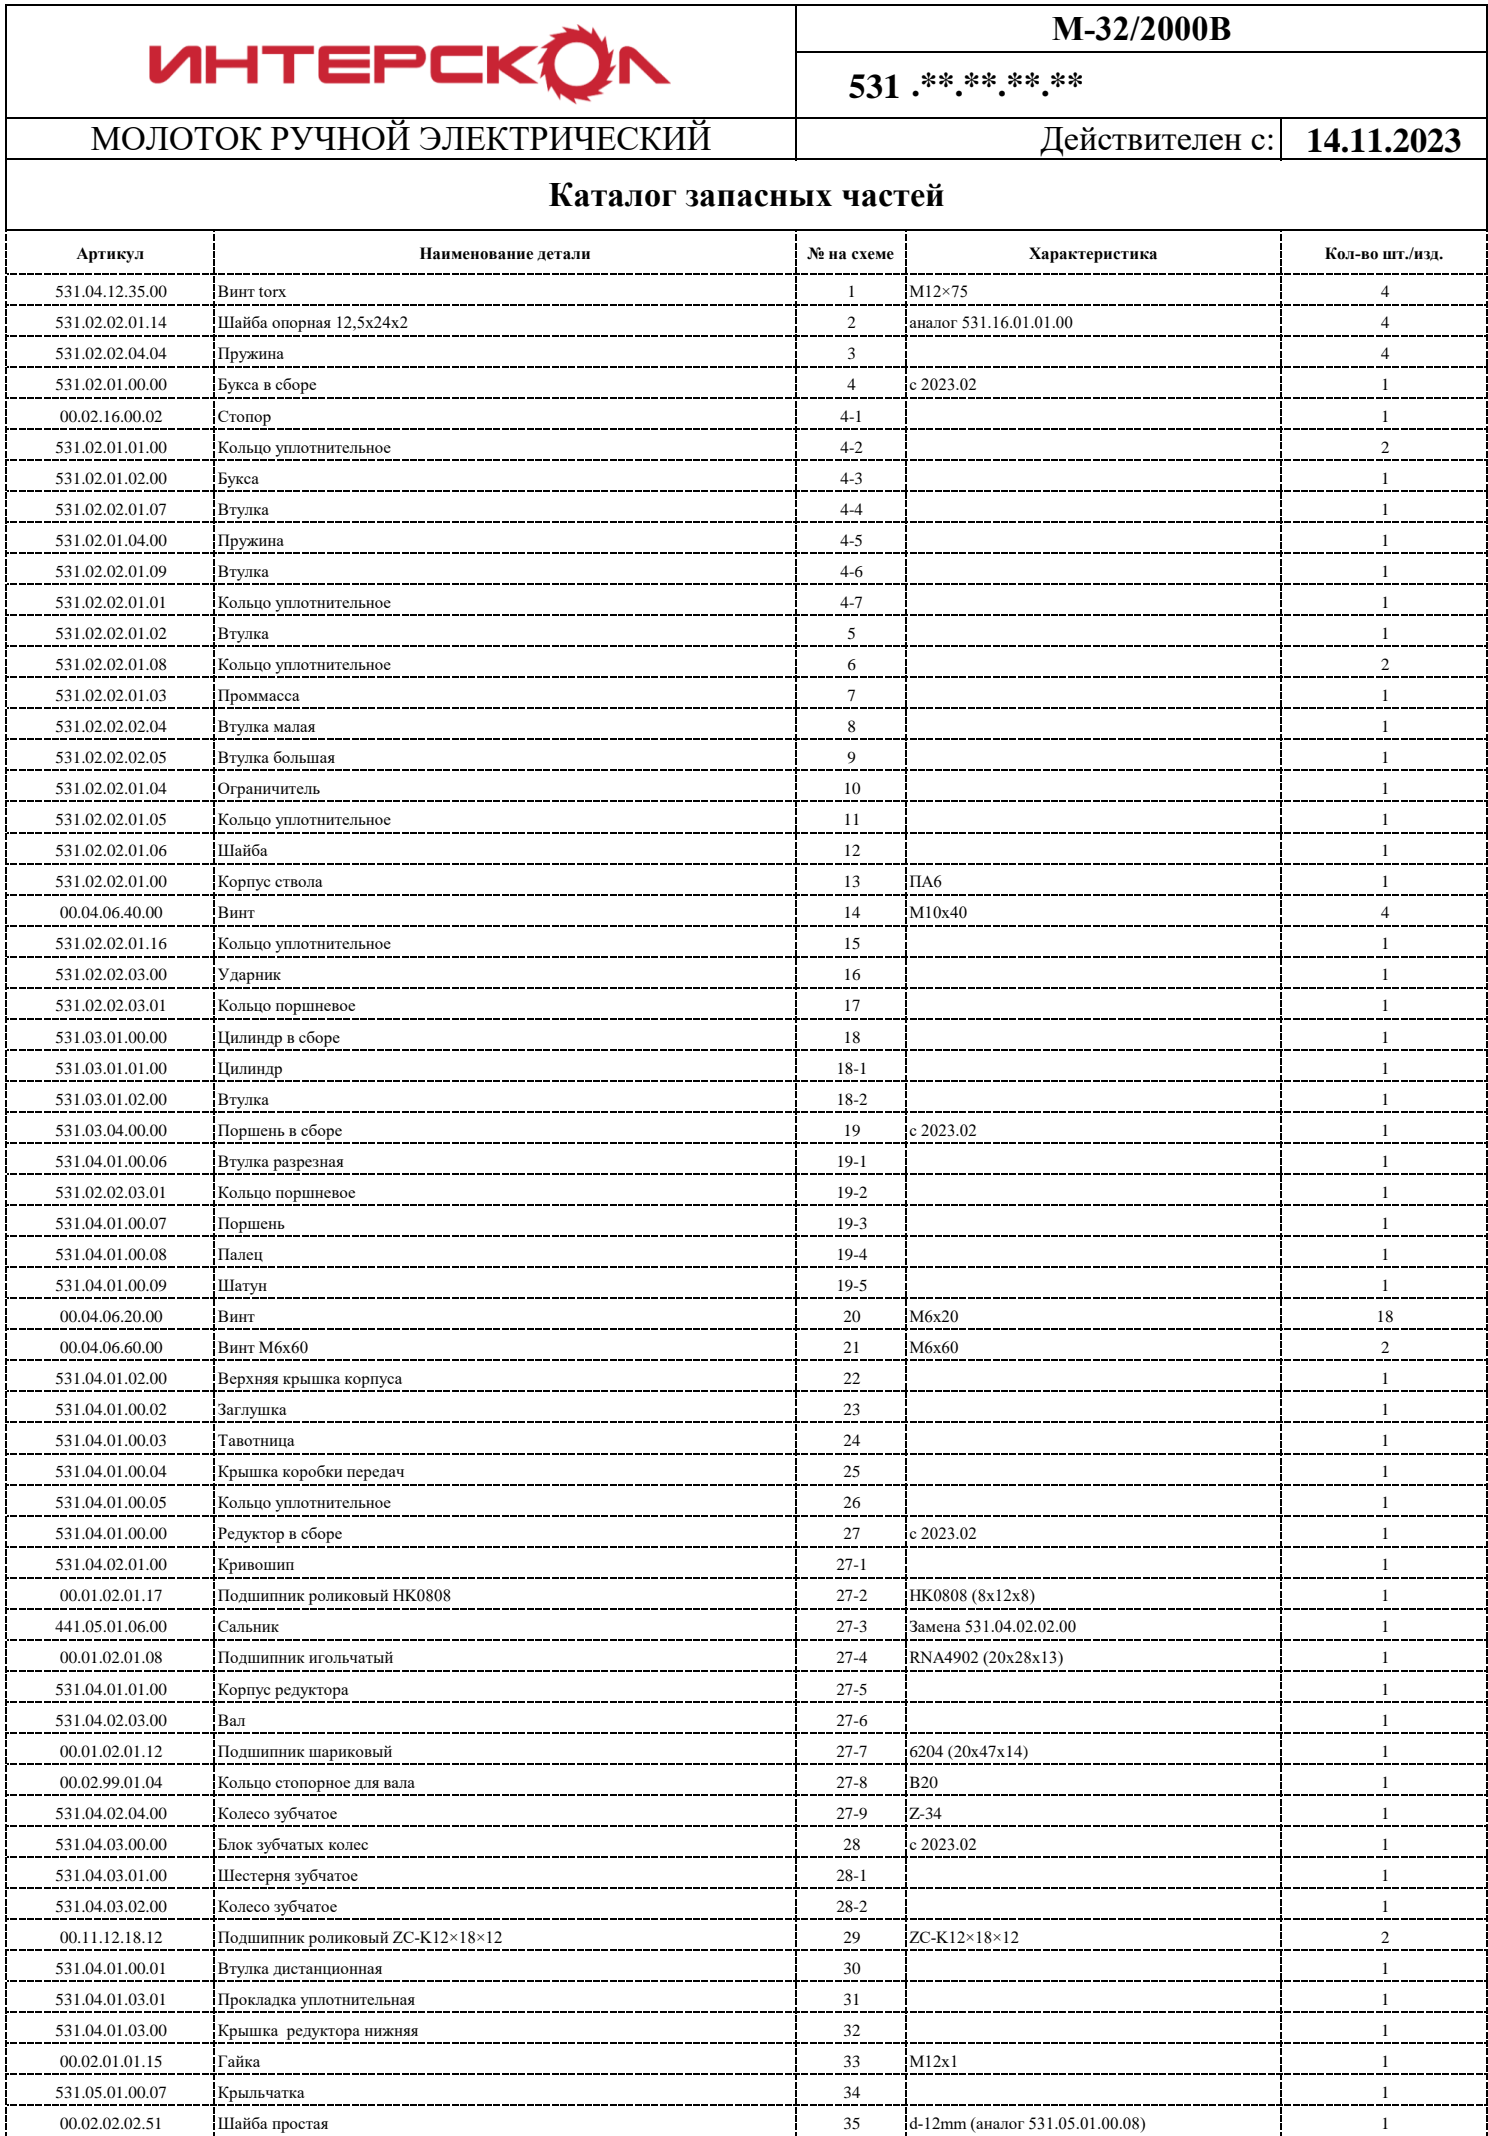 ИНТЕРСКОЛ
М-32/2000В
531 .**.**.**.**
МОЛОТОК РУЧНОЙ ЭЛЕКТРИЧЕСКИЙ Действителен с: 14.11.2023
Каталог запасных частей
Артикул Наименование детали № на схеме Характеристика Кол-во шт./изд.
531.04.12.35.00 Винт torx 1 М12×75 4
531.02.02.01.14 Шайба опорная 12,5х24х2 2 аналог 531.16.01.01.00 4
531.02.02.04.04 Пружина 3 4
531.02.01.00.00 Букса в сборе 4 с 2023.02 1
00.02.16.00.02 Стопор 4-1 1
531.02.01.01.00 Кольцо уплотнительное 4-2 2
531.02.01.02.00 Букса 4-3 1
531.02.02.01.07 Втулка 4-4 1
531.02.01.04.00 Пружина 4-5 1
531.02.02.01.09 Втулка 4-6 1
531.02.02.01.01 Кольцо уплотнительное 4-7 1
531.02.02.01.02 Втулка 5 1
531.02.02.01.08 Кольцо уплотнительное 6 2
531.02.02.01.03 Проммасса 7 1
531.02.02.02.04 Втулка малая 8 1
531.02.02.02.05 Втулка большая 9 1
531.02.02.01.04 Ограничитель 10 1
531.02.02.01.05 Кольцо уплотнительное 11 1
531.02.02.01.06 Шайба 12 1
531.02.02.01.00 Корпус ствола 13 ПА6 1
00.04.06.40.00 Винт 14 М10х40 4
531.02.02.01.16 Кольцо уплотнительное 15 1
531.02.02.03.00 Ударник 16 1
531.02.02.03.01 Кольцо поршневое 17 1
531.03.01.00.00 Цилиндр в сборе 18 1
531.03.01.01.00 Цилиндр 18-1 1
531.03.01.02.00 Втулка 18-2 1
531.03.04.00.00 Поршень в сборе 19 с 2023.02 1
531.04.01.00.06 Втулка разрезная 19-1 1
531.02.02.03.01 Кольцо поршневое 19-2 1
531.04.01.00.07 Поршень 19-3 1
531.04.01.00.08 Палец 19-4 1
531.04.01.00.09 Шатун 19-5 1
00.04.06.20.00 Винт 20 М6х20 18
00.04.06.60.00 Винт М6х60 21 М6х60 2
531.04.01.02.00 Верхняя крышка корпуса 22 1
531.04.01.00.02 Заглушка 23 1
531.04.01.00.03 Тавотница 24 1
531.04.01.00.04 Крышка коробки передач 25 1
531.04.01.00.05 Кольцо уплотнительное 26 1
531.04.01.00.00 Редуктор в сборе 27 с 2023.02 1
531.04.02.01.00 Кривошип 27-1 1
00.01.02.01.17 Подшипник роликовый НК0808 27-2 НК0808 (8х12х8) 1
441.05.01.06.00 Сальник 27-3 Замена 531.04.02.02.00 1
00.01.02.01.08 Подшипник игольчатый 27-4 RNA4902 (20х28х13) 1
531.04.01.01.00 Корпус редуктора 27-5 1
531.04.02.03.00 Вал 27-6 1
00.01.02.01.12 Подшипник шариковый 27-7 6204 (20х47х14) 1
00.02.99.01.04 Кольцо стопорное для вала 27-8 В20 1
531.04.02.04.00 Колесо зубчатое 27-9 Z-34 1
531.04.03.00.00 Блок зубчатых колес 28 с 2023.02 1
531.04.03.01.00 Шестерня зубчатое 28-1 1
531.04.03.02.00 Колесо зубчатое 28-2 1
00.11.12.18.12 Подшипник роликовый ZC-K12×18×12 29 ZC-K12×18×12 2
531.04.01.00.01 Втулка дистанционная 30 1
531.04.01.03.01 Прокладка уплотнительная 31 1
531.04.01.03.00 Крышка  редуктора нижняя 32 1
00.02.01.01.15 Гайка 33 М12х1 1
531.05.01.00.07 Крыльчатка 34 1
00.02.02.02.51 Шайба простая 35 d-12mm (аналог 531.05.01.00.08) 1